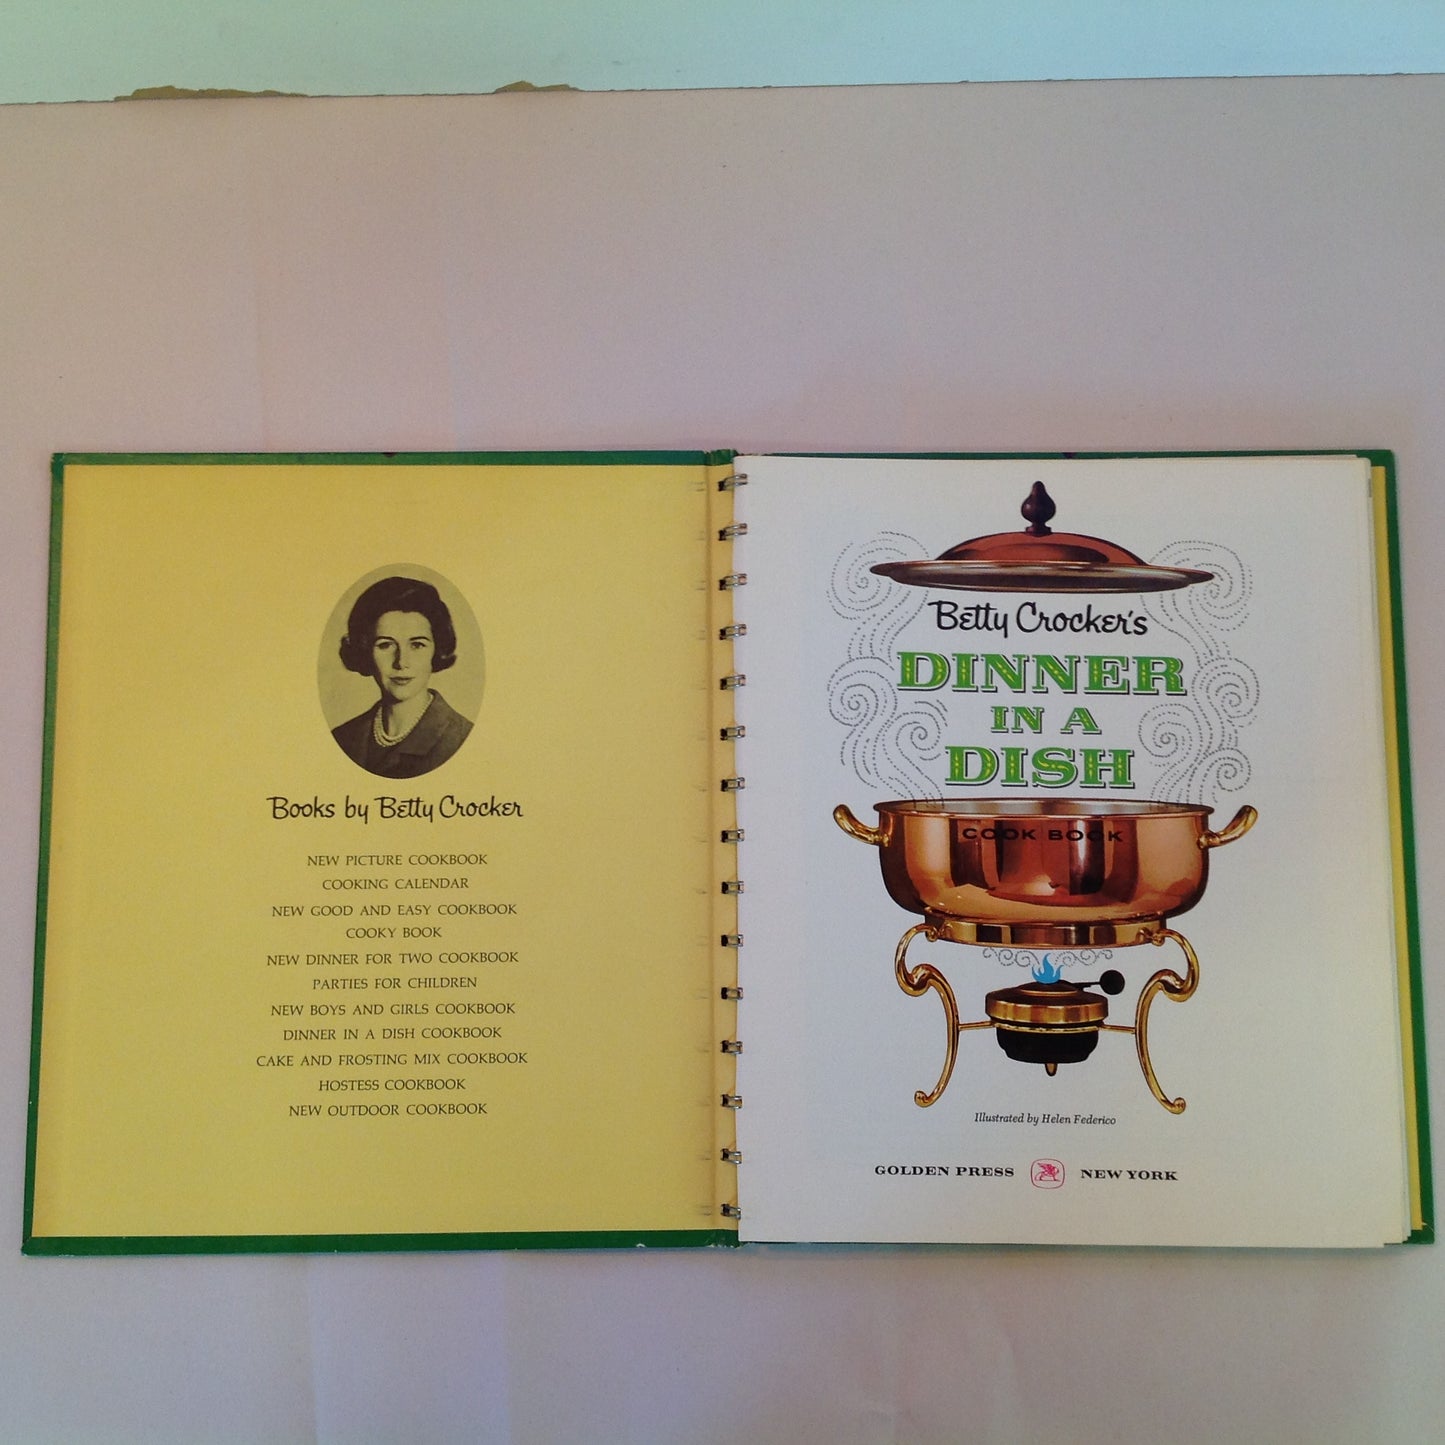 Books by Betty Crocker
NEW PICTURE COOKBOOK
COOKING CALENDAR
NEW GOOD AND EASY COOKBOOK
COOKY BOOK
NEW DINNER FOR TWO COOKBOOK
PARTIES FOR CHILDREN
NEW BOYS AND GIRLS COOKBOOK
DINNER IN A DISH COOKBOOK
CAKE AND FROSTING MIX COOKBOOK
HOSTESS COOKBOOK
NEW OUTDOOR COOKBOOK
Betty Crocker's
DINNER
IN A
DISH
COOK BOOK
Illustrated by Helen Federico
GOLDEN PRESS NEW YORK